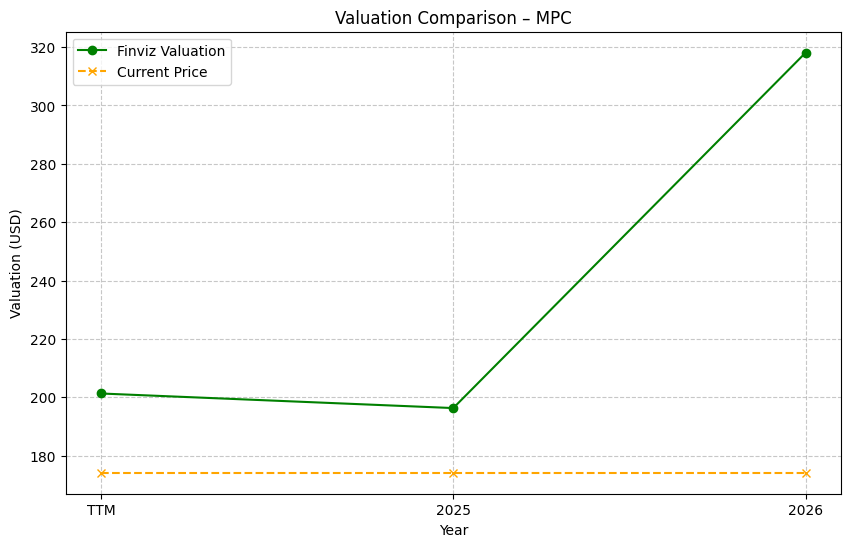 Valuation Comparison – MPC
Finviz Valuation
Current Price
Valuation (USD)
320
300
280
260
240
220
200
180
TTM
2025
2026
Year